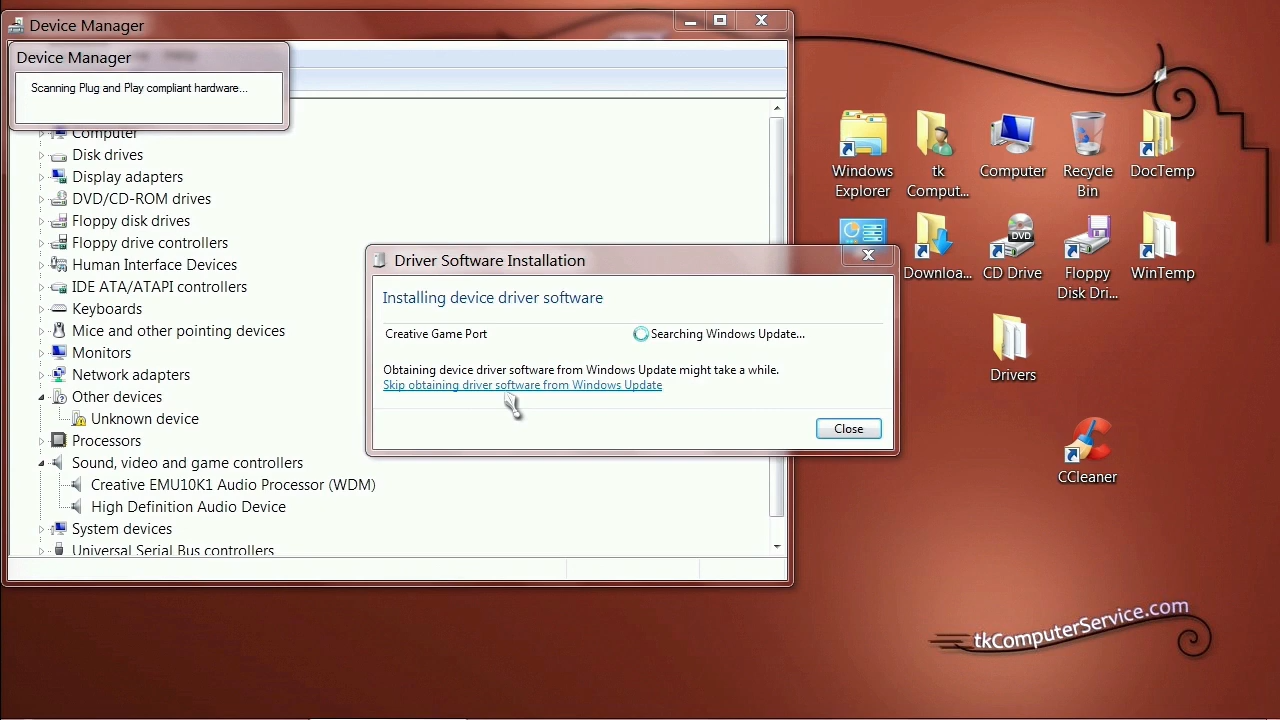 Device Manager
Device Manager
Help
Scanning Plug and Play compliant hardware...
Computer
Disk drives
Display adapters
DVD/CD-ROM drives
Floppy disk drives
Floppy drive controllers
Human Interface Devices
IDE ATA/ATAPI controllers
Keyboards
Mice and other pointing devices
Monitors
Network adapters
Other devices
Unknown device
Processors
Sound, video and game controllers
Creative EMU10K1 Audio Processor (WDM)
High Definition Audio Device
System devices
Universal Serial Bus controllers
Driver Software Installation
Installing device driver software
Creative Game Port
Searching Windows Update...
Obtaining device driver software from Windows Update might take a while.
Skip obtaining driver software from Windows Update
Close
Windows
Explorer
tk
Comput...
Computer
Recycle
Bin
DocTemp
Downloa...
DVD
CD Drive
Floppy
Disk Dri...
WinTemp
Drivers
CCleaner
tkComputerService.com